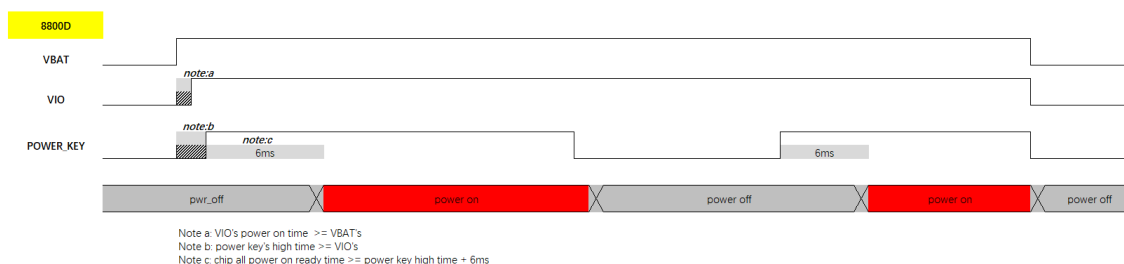 8800D
VBAT
note:a
VIO
note:b
POWER_KEY
note:c
6ms
6ms
pwr_off
power on
power off
power on
power off
Note a: VIO's power on time >= VBAT's
Note b: power key's high time >= VIO's
Note c: chip all power on ready time >= power key high time + 6ms